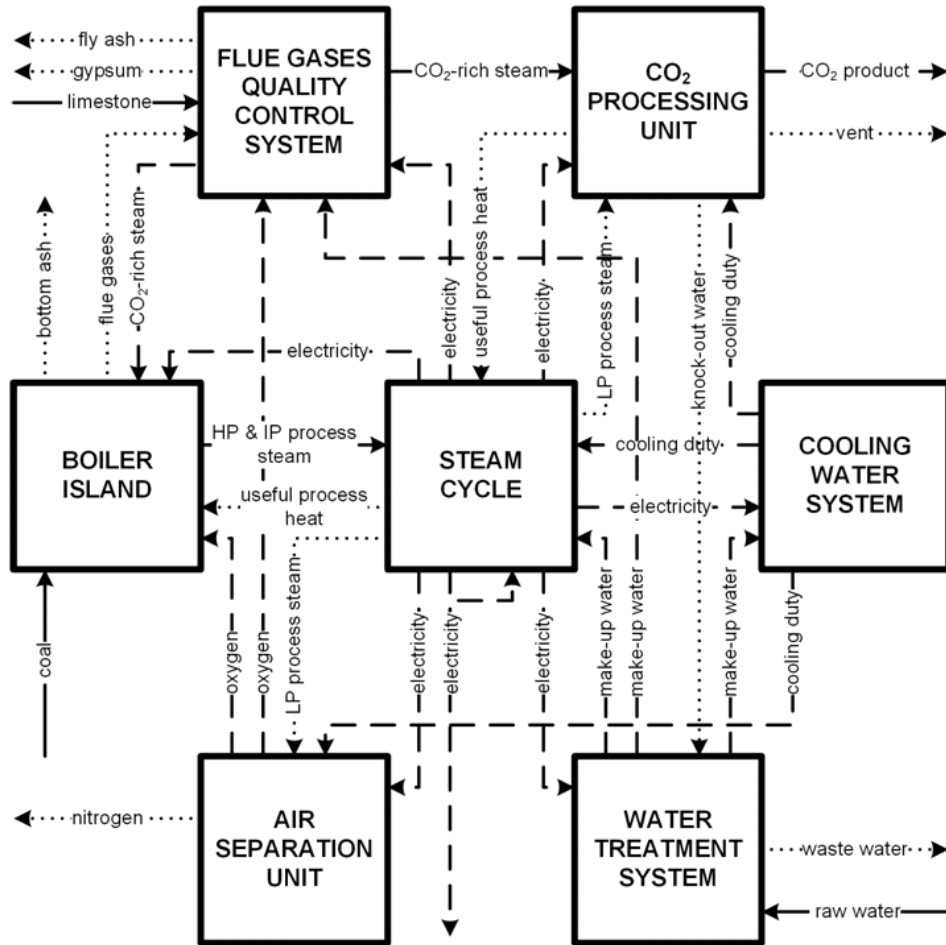 fly ash
gypsum
limestone
FLUE GASES
QUALITY
CONTROL
SYSTEM
CO₂-rich steam
CO₂
PROCESSING
UNIT
CO₂ product
vent
bottom ash
flue gases
CO₂-rich steam
electricity
useful process heat
electricity
LP process steam
knock-out water
cooling duty
electricity
BOILER
ISLAND
HP & IP process
steam
useful process
heat
STEAM
CYCLE
cooling duty
electricity
COOLING
WATER
SYSTEM
coal
oxygen
oxygen
LP process steam
electricity
electricity
electricity
make-up water
make-up water
make-up water
cooling duty
nitrogen
AIR
SEPARATION
UNIT
WATER
TREATMENT
SYSTEM
waste water
raw water